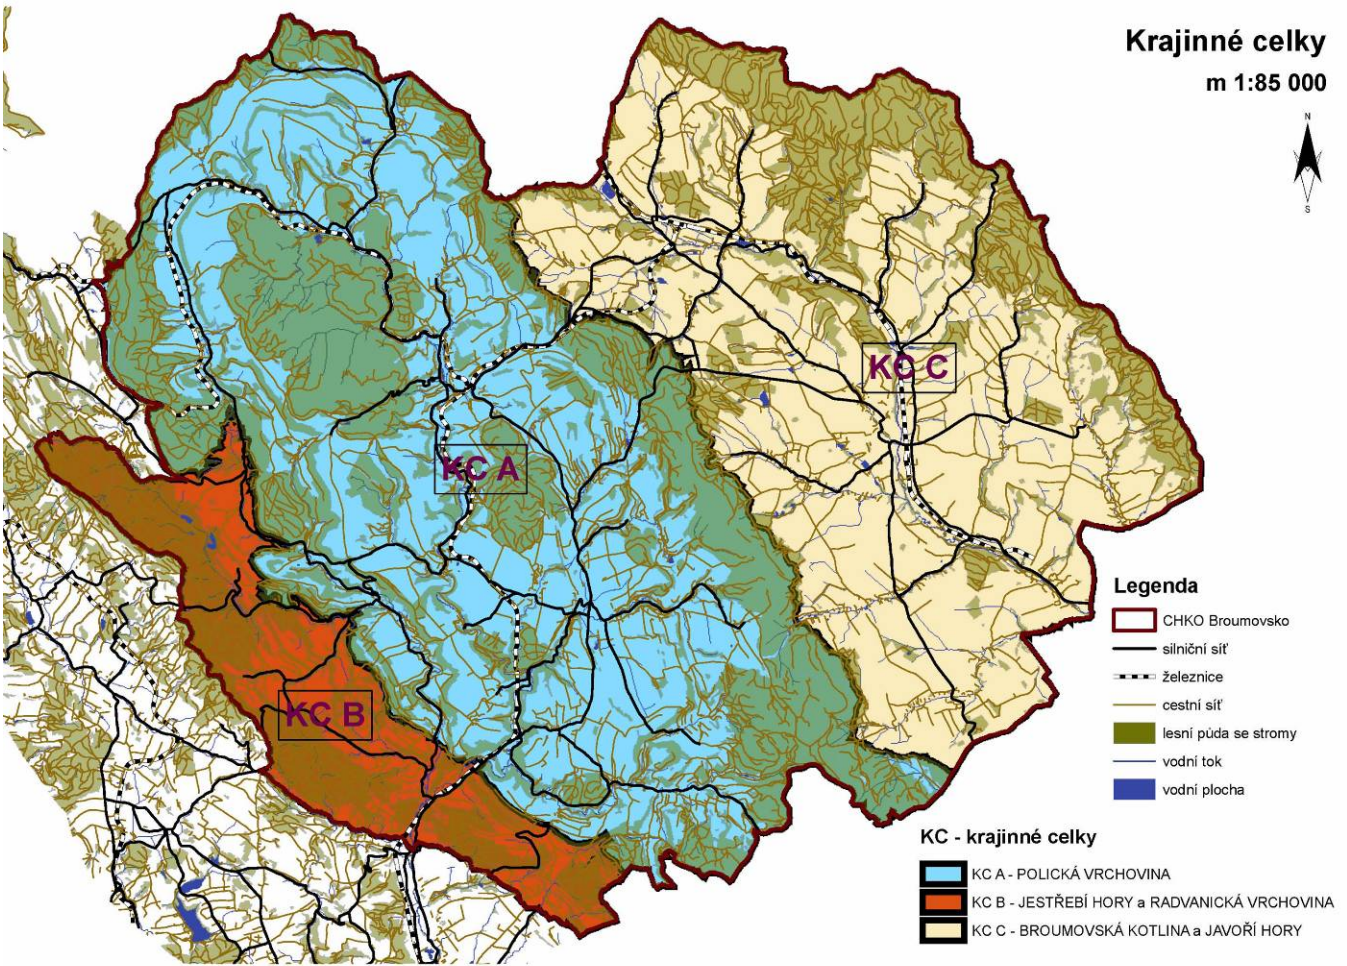 Krajinné celky
m 1:85 000
N
S
KC C
KC A
KC B
Legenda
CHKO Broumovsko
silniční síť
železnice
cestní síť
lesní půda se stromy
vodní tok
vodní plocha
KC - krajinné celky
KC A - POLICKÁ VRCHOVINA
KC B - JESTŘEBÍ HORY a RADVANICKÁ VRCHOVINA
KC C - BROUMOVSKÁ KOTLINA a JAVOŘÍ HORY